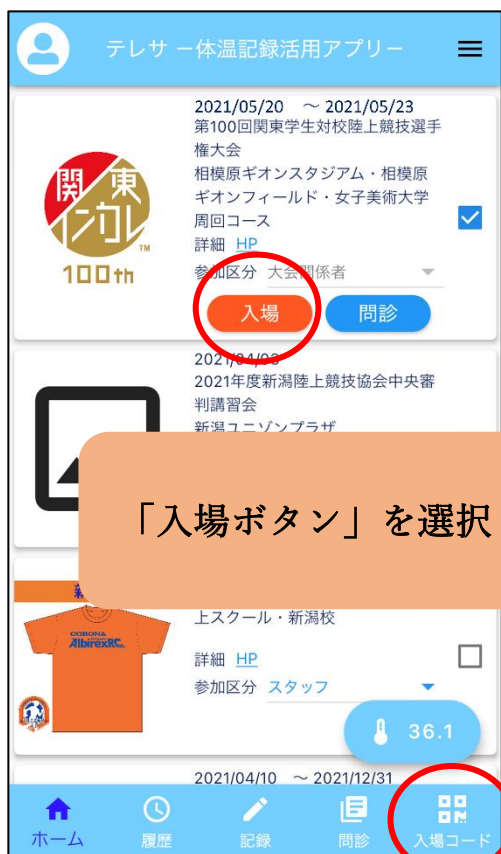 テレサ ー体温記録活用アプリー
2021/05/20 ～ 2021/05/23
第100回関東学生対校陸上競技選手
権大会
相模原ギオンスタジアム・相模原
ギオンフィールド・女子美術大学
周回コース
詳細 HP
参加区分 大会関係者
入場 問診
関東
インカレ
TM
100th
2021/04/03
2021年度新潟陸上競技協会中央審
判講習会
新潟ユニゾンプラザ
「入場ボタン」を選択
上スクール・新潟校
詳細 HP
参加区分 スタッフ
CORONA
AlbirexRC
36.1
2021/04/10 ～ 2021/12/31
ホーム 履歴 記録 問診 入場コード